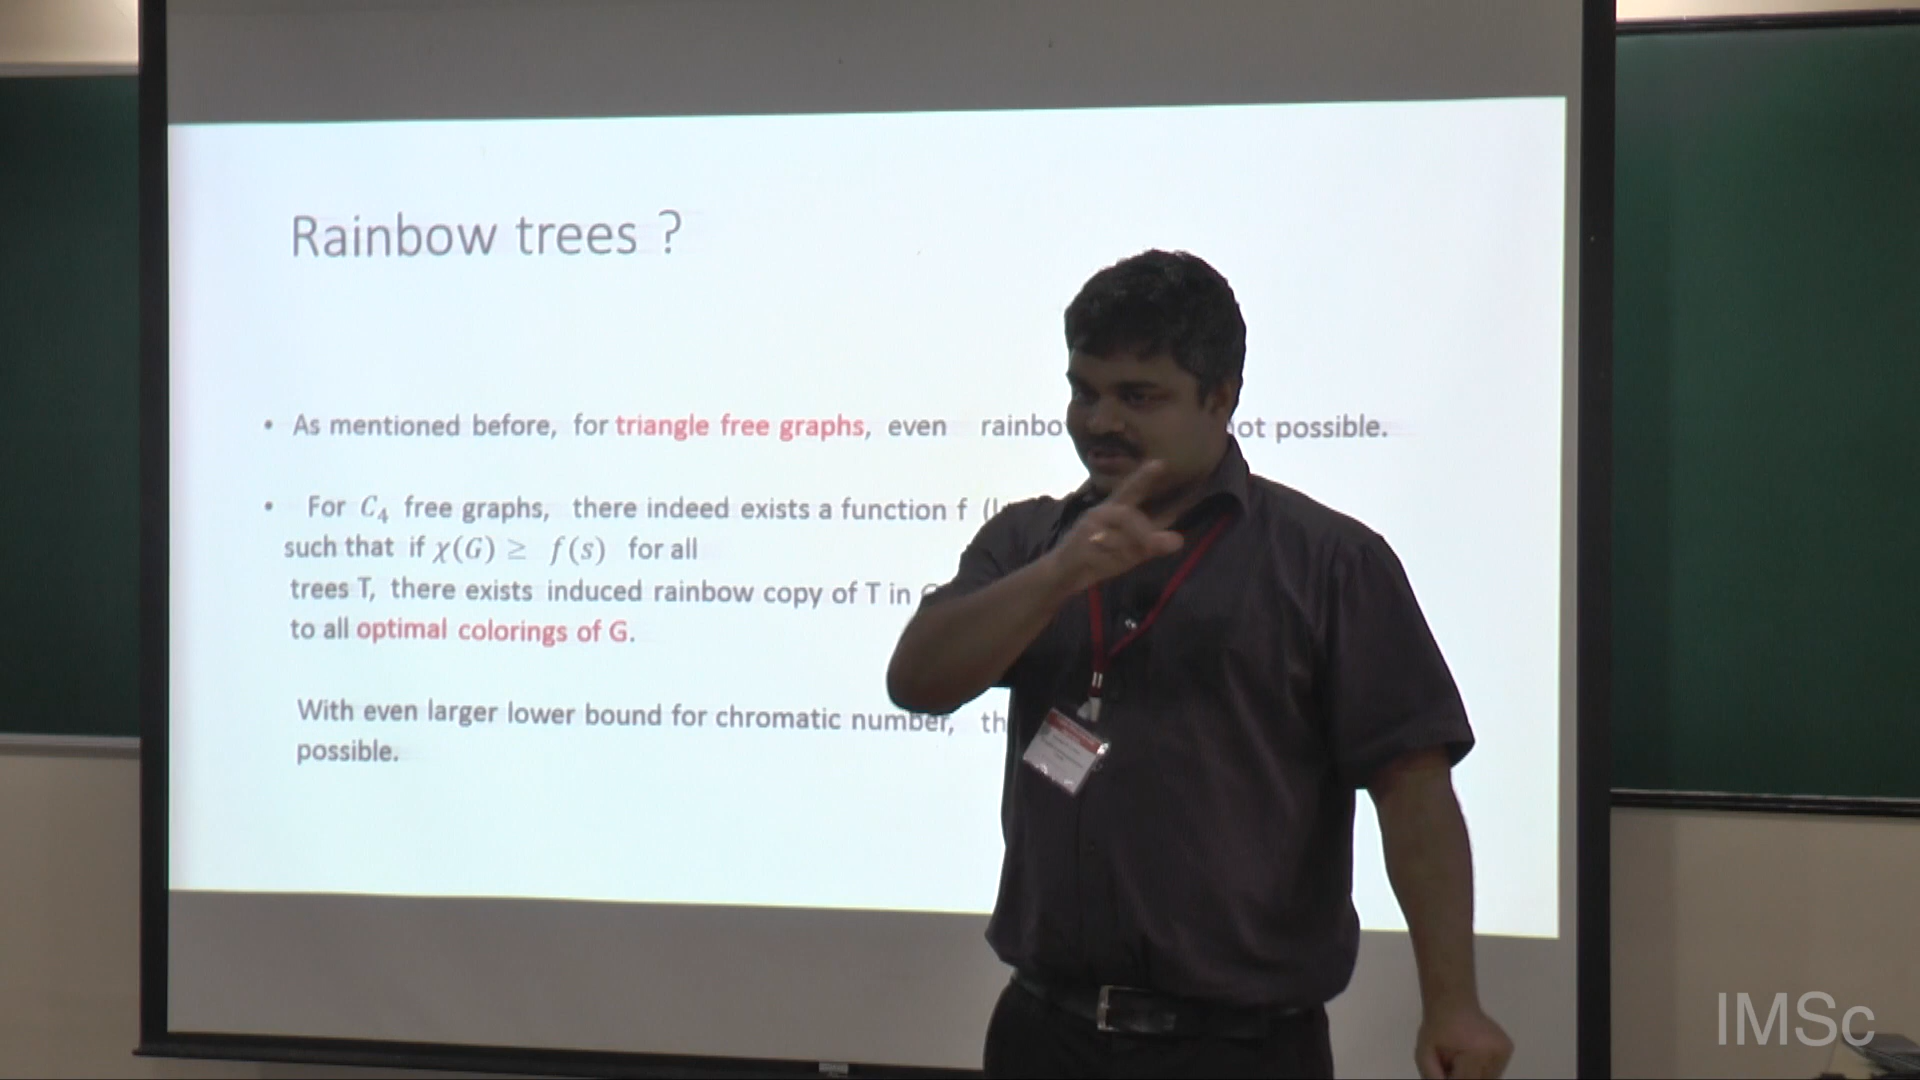 Rainbow trees ?
• As mentioned before, for triangle free graphs, even not possible.
• For C₄ free graphs, there indeed exists a function f
such that if χ(G) ≥ f(s) for all
trees T, there exists induced rainbow copy of T in
to all optimal colorings of G.
With even larger lower bound for chromatic number,
possible.
IMSc